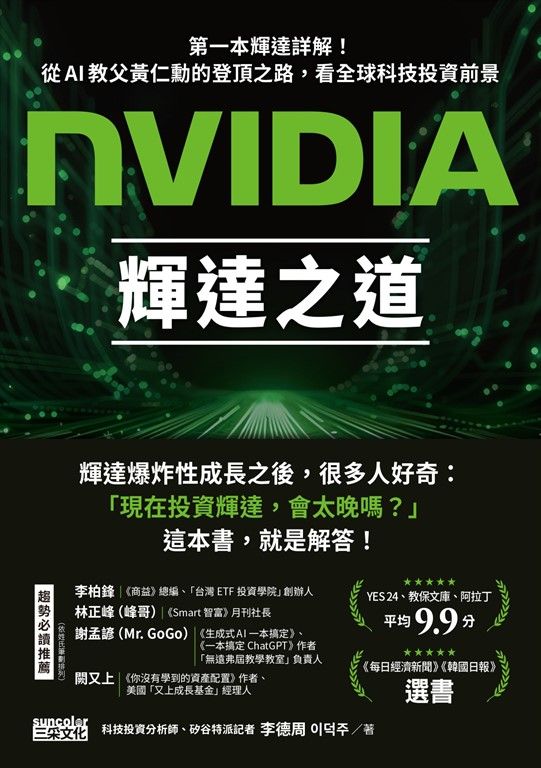 第一本輝達詳解！
從AI教父黃仁勳的登頂之路，看全球科技投資前景
NVIDIA
輝達之道
輝達爆炸性成長之後，很多人好奇：
「現在投資輝達，會太晚嗎？」
這本書，就是解答！
趨勢必讀推薦
（依姓氏筆劃排列）
李柏鋒｜《商益》總編、「台灣 ETF 投資學院」創辦人
林正峰（峰哥）｜《Smart 智富》月刊社長
謝孟諺（Mr. GoGo）｜《生成式AI 一本搞定》、
《一本搞定 ChatGPT》作者
「無遠弗屆教學教室」負責人
闕又上｜《你沒有學到的資產配置》作者、
美國「又上成長基金」經理人
★★★★★
YES24、教保文庫、阿拉丁
平均9.9分
★★★★★
《每日經濟新聞》《韓國日報》
選書
suncolor
三采文化
科技投資分析師、矽谷特派記者 李德周 이덕주／著